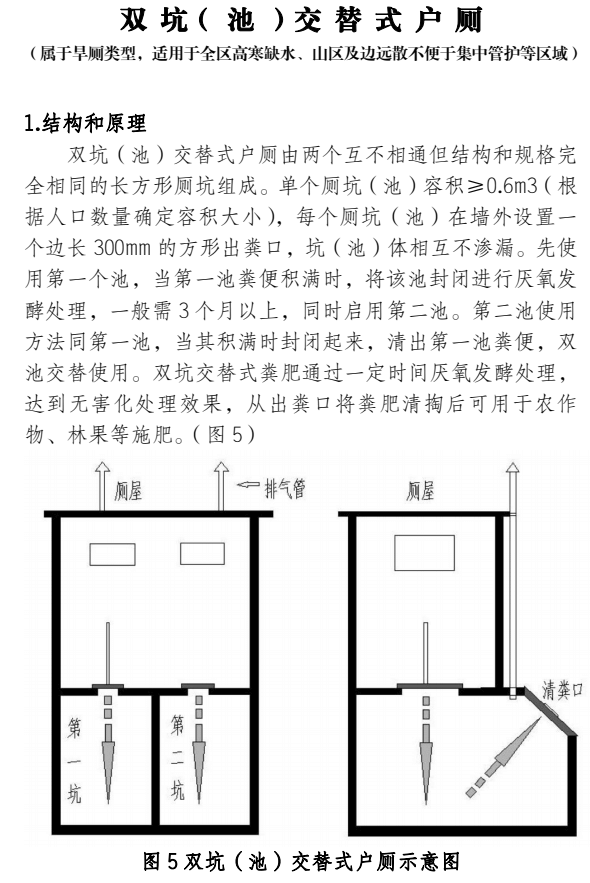 双坑（池）交替式户厕
（属于旱厕类型，适用于全区高寒缺水、山区及边远散不便于集中管护等区域）
1.结构和原理
双坑（池）交替式户厕由两个互不相通但结构和规格完
全相同的长方形厕坑组成。单个厕坑（池）容积≥0.6m3（根
据人口数量确定容积大小），每个厕坑（池）在墙外设置一
个边长 300mm 的方形出粪口，坑（池）体相互不渗漏。先使
用第一个池，当第一池粪便积满时，将该池封闭进行厌氧发
酵处理，一般需 3 个月以上，同时启用第二池。第二池使用
方法同第一池，当其积满时封闭起来，清出第一池粪便，双
池交替使用。双坑交替式粪肥通过一定时间厌氧发酵处理，
达到无害化处理效果，从出粪口将粪肥清掏后可用于农作
物、林果等施肥。（图 5）
厕屋
排气管
厕屋
清粪口
第一坑
第二坑
图 5 双坑（池）交替式户厕示意图